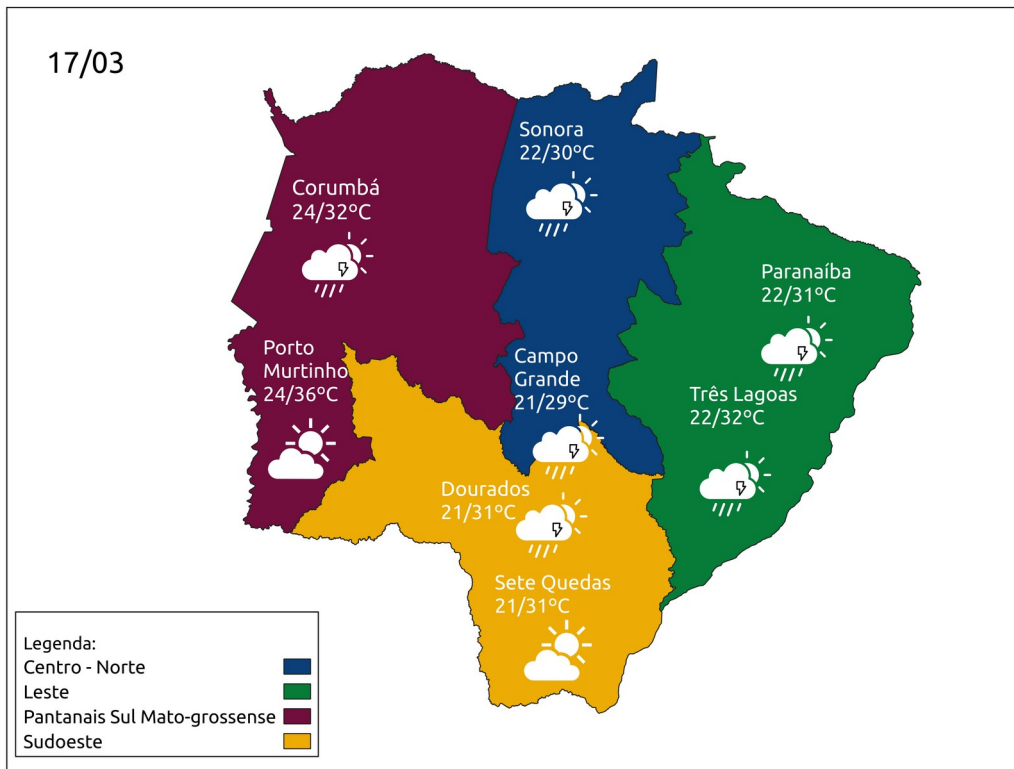 17/03
Sonora
22/30ºC
Corumbá
24/32ºC
Paranaíba
22/31ºC
Porto
Murtinho
24/36ºC
Campo
Grande
21/29ºC
Três Lagoas
22/32ºC
Dourados
21/31ºC
Sete Quedas
21/31ºC
Legenda:
Centro - Norte
Leste
Pantanais Sul Mato-grossense
Sudoeste